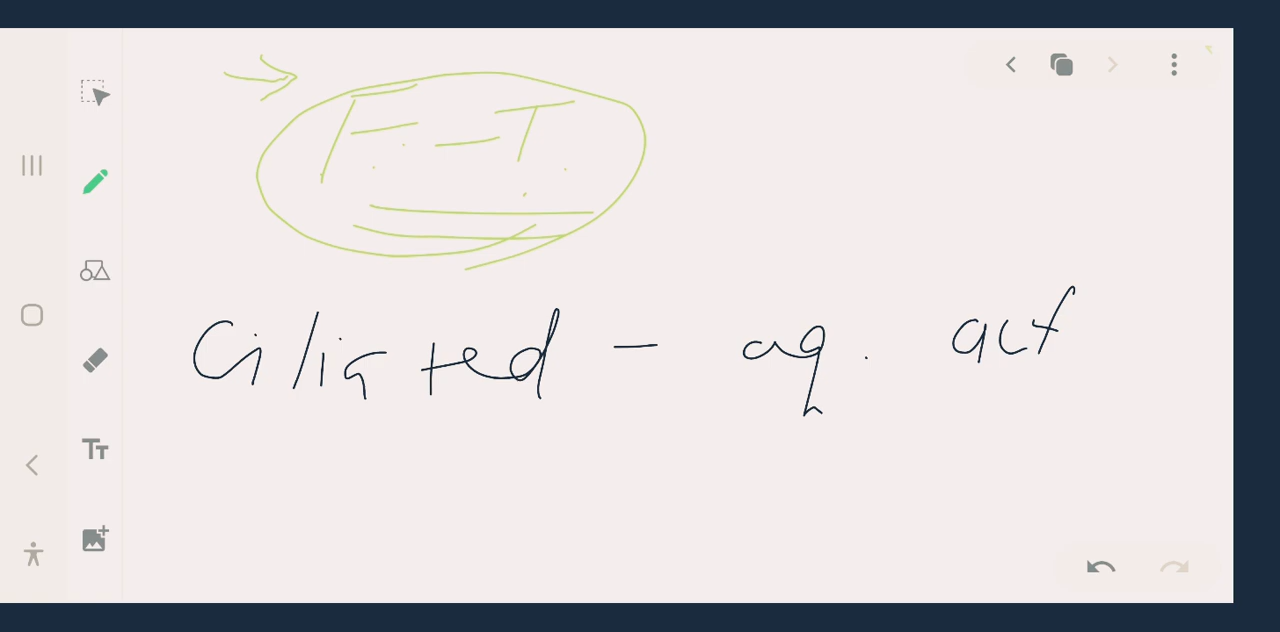 F. - T.
Ciliated - aq. act